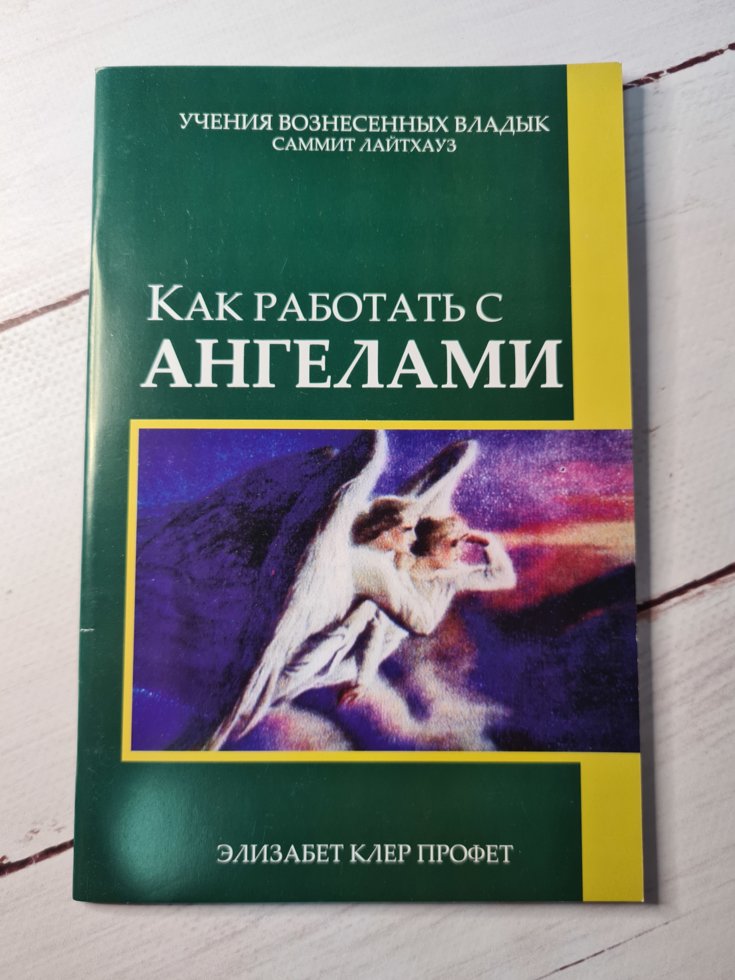 УЧЕНИЯ ВОЗНЕСЕННЫХ ВЛАДЫК
САММИТ ЛАЙТХАУЗ
КАК РАБОТАТЬ С
АНГЕЛАМИ
ЭЛИЗАБЕТ КЛЕР ПРОФЕТ